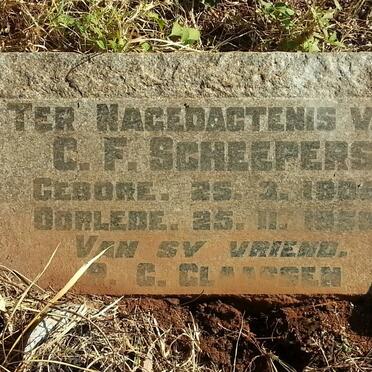 TER NAGEDACTENIS V
C. F. SCHEEPERS
GEBORE. 25. 3.
OORLEDE. 25. 11.
VAN SY VRIEND.
C. CLAASSEN